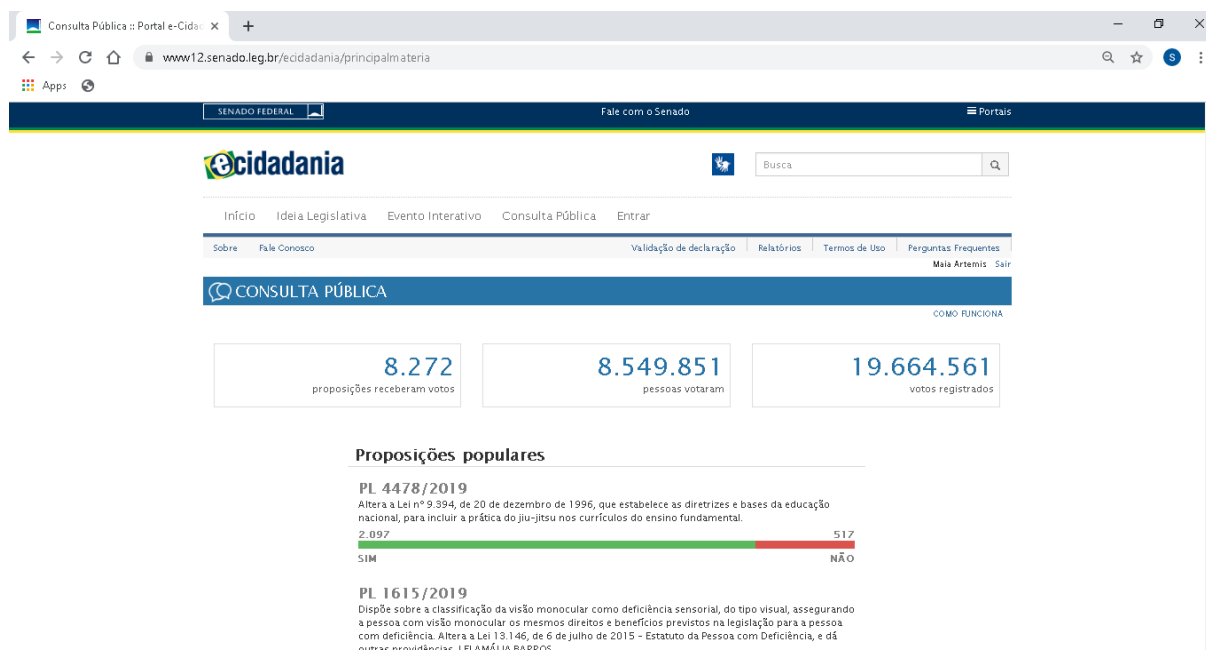 Consulta Pública :: Portal e-Cidac
www12.senado.leg.br/ecidadania/principalmateria
S
Apps
SENADO FEDERAL
Fale com o Senado
Portais
ecidadania
Busca
Início Ideia Legislativa Evento Interativo Consulta Pública Entrar
Sobre Fale Conosco Validação de declaração Relatórios Termos de Uso Perguntas Frequentes
Maia Artemis Sair
CONSULTA PÚBLICA
COMO FUNCIONA
8.272
proposições receberam votos
8.549.851
pessoas votaram
19.664.561
votos registrados
Proposições populares
PL 4478/2019
Altera a Lei nº 9.394, de 20 de dezembro de 1996, que estabelece as diretrizes e bases da educação
nacional, para incluir a prática do jiu-jitsu nos currículos do ensino fundamental.
2.097 517
SIM NÃO
PL 1615/2019
Dispõe sobre a classificação da visão monocular como deficiência sensorial, do tipo visual, assegurando
a pessoa com visão monocular os mesmos direitos e benefícios previstos na legislação para a pessoa
com deficiência. Altera a Lei 13.146, de 6 de julho de 2015 - Estatuto da Pessoa com Deficiência, e dá
outras providências. LEI AMÁLIA BARROS